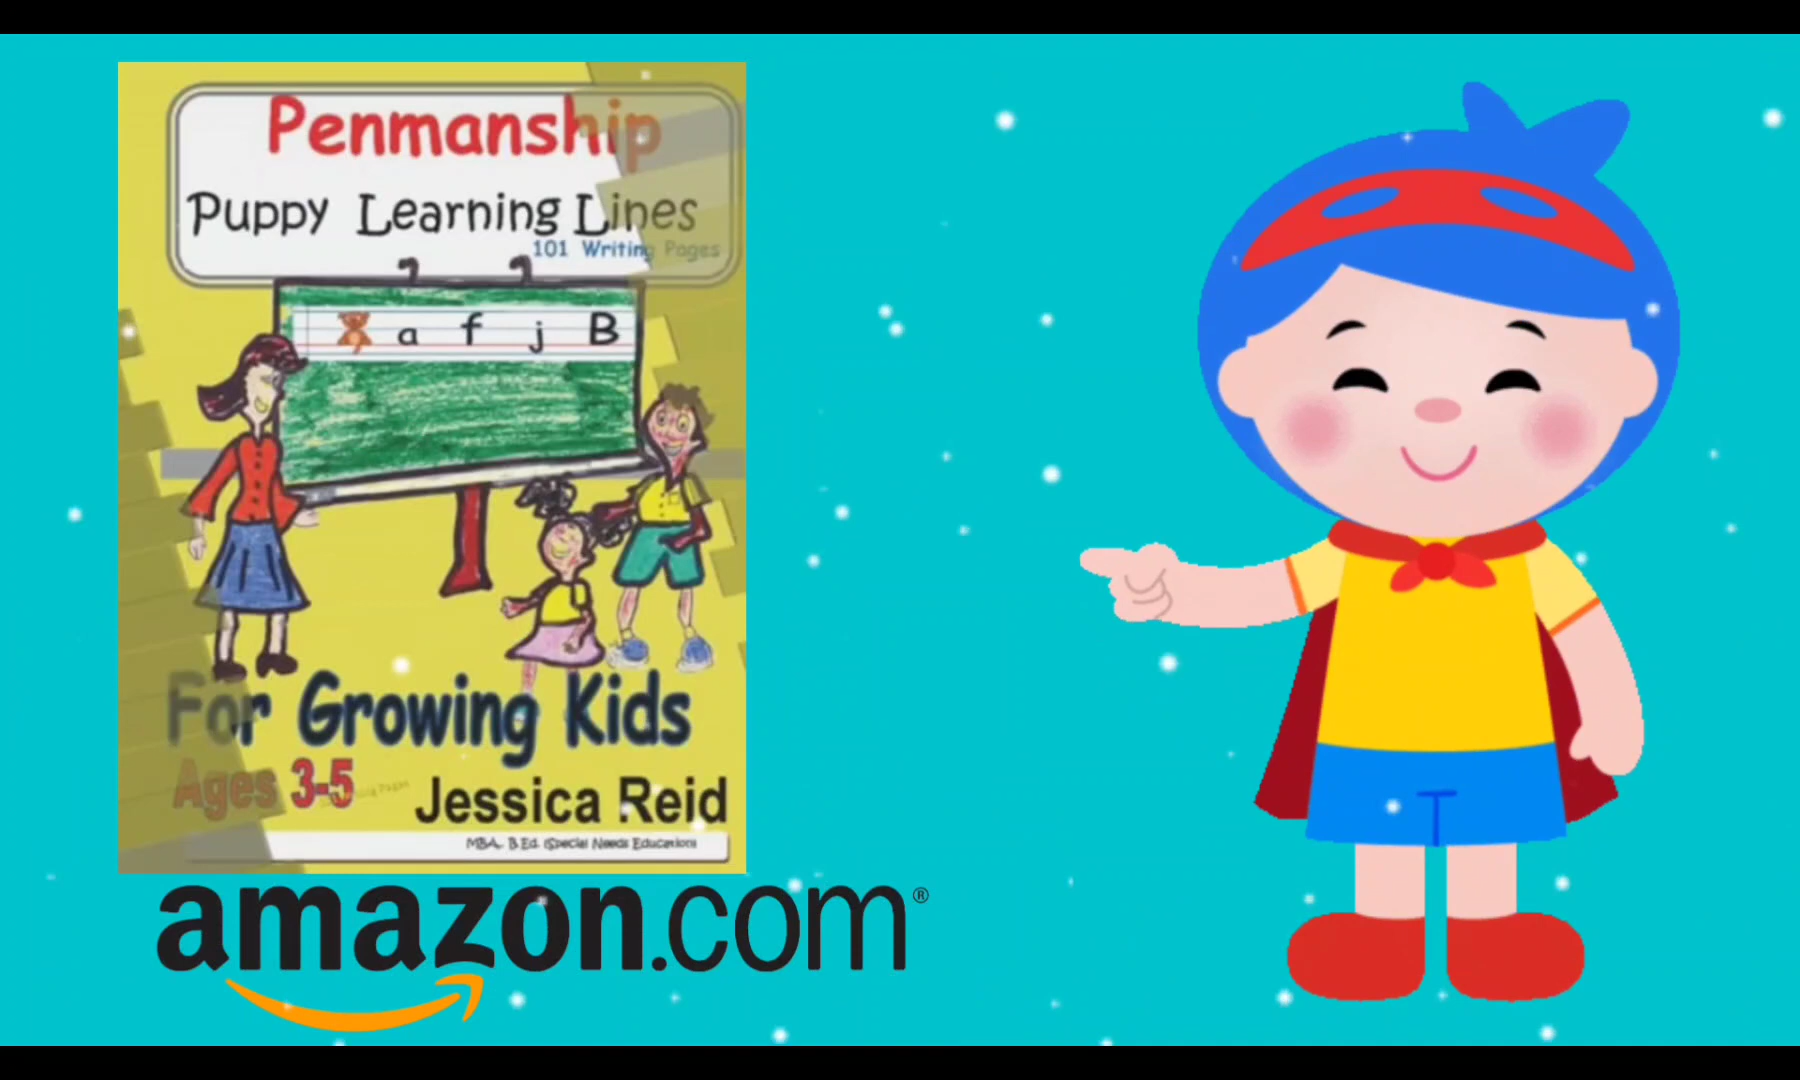 Penmanship
Puppy Learning Lines
101 Writing Pages
a f j B
For Growing Kids
Ages 3-5
Jessica Reid
MBA, B.Ed. (Special Needs Education)
amazon.com®